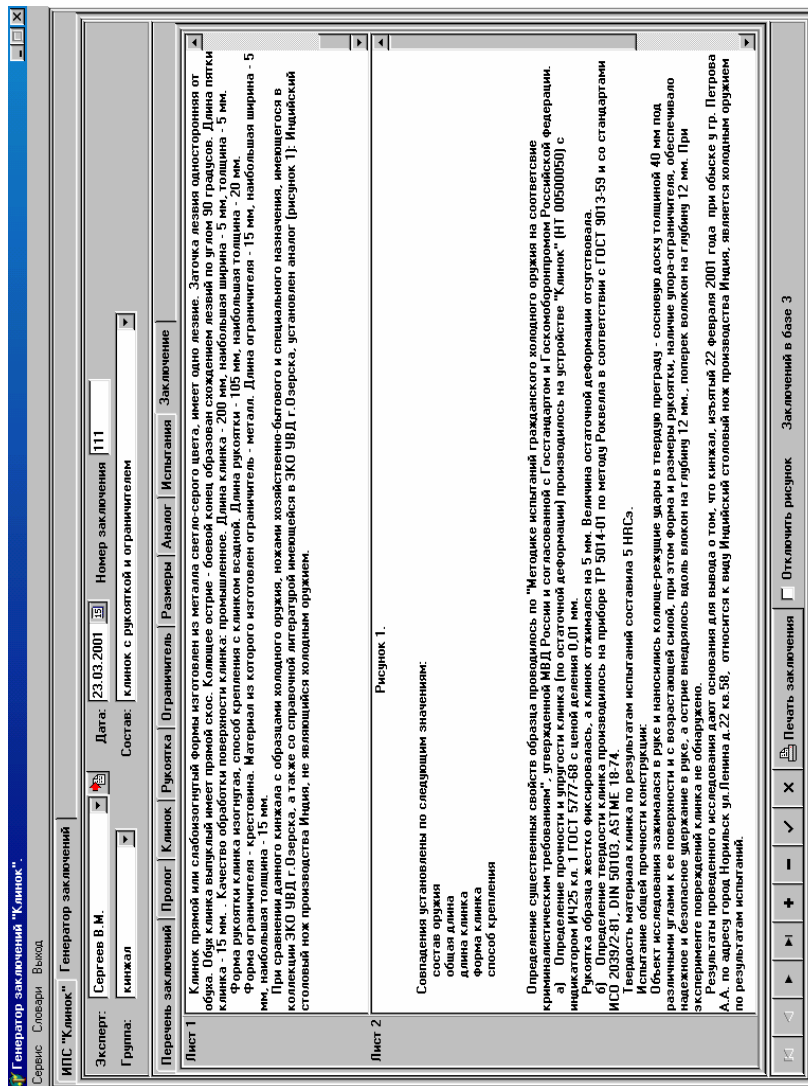 Генератор заключений "Клинок".
Сервис Словари Выход
ИПС "Клинок" Генератор заключений
Эксперт: Сергеев В.М. Дата: 23.03.2001 15 Номер заключения 111
Группа: кинжал Состав: клинок с рукояткой и ограничителем
Перечень заключений Пролог Клинок Рукоятка Ограничитель Размеры Аналог Испытания Заключение
Лист 1
Клинок прямой или слабоизогнутый формы изготовлен из металла светло-серого цвета, имеет одно лезвие. Заточка лезвия односторонняя от
обуха. Обух клинка выпуклый имеет прямой скос. Колющее острие - боевой конец образован схождением лезвий по углом 90 градусов. Длина пятки
клинка - 15 мм. . Качество обработки поверхности клинка: промышленное. Длина клинка - 200 мм, наибольшая ширина - 5 мм, толщина - 5 мм.
Форма рукоятки клинка изогнутая, способ крепления с клинком всадной. Длина рукоятки - 105 мм, наибольшая толщина - 20 мм.
Форма ограничителя - крестовина. Материал из которого изготовлен ограничитель - металл. Длина ограничителя - 15 мм, наибольшая ширина - 5
мм, наибольшая толщина - 15 мм.
При сравнении данного кинжала с образцами холодного оружия, ножами хозяйственно-бытового и специального назначения, имеющегося в
коллекции ЭКО УВД г.Озерска, а также со справочной литературой имеющейся в ЭКО УВД г.Озерска, установлен аналог (рисунок 1): Индийский
столовый нож производства Индия, не являющийся холодным оружием.
Лист 2
Рисунок 1.
Совпадения установлены по следующим значениям:
состав оружия
общая длина
длина клинка
форма клинка
способ крепления
Определение существенных свойств образца проводилось по "Методике испытаний гражданского холодного оружия на соответсвие
криминалистическим требованиям", утвержденной МВД России и согласованной с Госстандартом и Госкомоборонпромом Российской Федерации.
а) Определение прочности и упругости клинка (по остаточной деформации) производилось на устройстве "Клинок" (НТ 00500050) с
индикатором ИЧ25 кл. 1 ГОСТ 5777-68 с ценой деления 0,01 мм.
Рукоятка образца жестко фиксировалась, а клинок отжимался на 5 мм. Величина остаточной деформации отсутствовала.
б) Определение твердости клинка производилось на приборе ТР 5014-01 по методу Роквелла в соответствии с ГОСТ 9013-59 и со стандартами
ИСО 2039/2-81, DIN 50103, ASTME 18-74.
Твердость материала клинка по результатам испытаний составила 5 HRCэ.
Испытание общей прочности конструкции:
Объект исследования зажималася в руке и наносились колюще-режущие удары в твердую преграду - сосновую доску толщиной 40 мм под
различными углами к ее поверхности и с возрастающей силой, при этом форма и размеры рукоятки, наличие упора-ограничителя, обеспечивало
надежное и безопасное удержание в руке, а острие внедрялось вдоль влокон на глубину 12 мм., поперек волокон на глубину 12 мм. При
эксперименте повреждений клинка не обнаружено.
Результаты проведенного исследования дают основания для вывода о том, что кинжал, изъятый 22 февраля 2001 года при обыске у гр. Петрова
А.А. по адресу город Норильск ул.Ленина д.22 кв.58, относится к виду Индийский столовый нож производства Индия, является холодным оружием
по результатам испытаний.
Печать заключения Отключить рисунок Заключений в базе 3